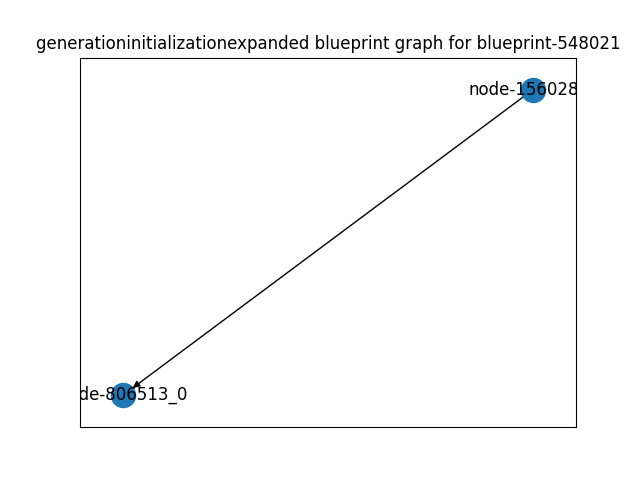 generationinitializationexpanded blueprint graph for blueprint-548021
node-156028
de-806513_0